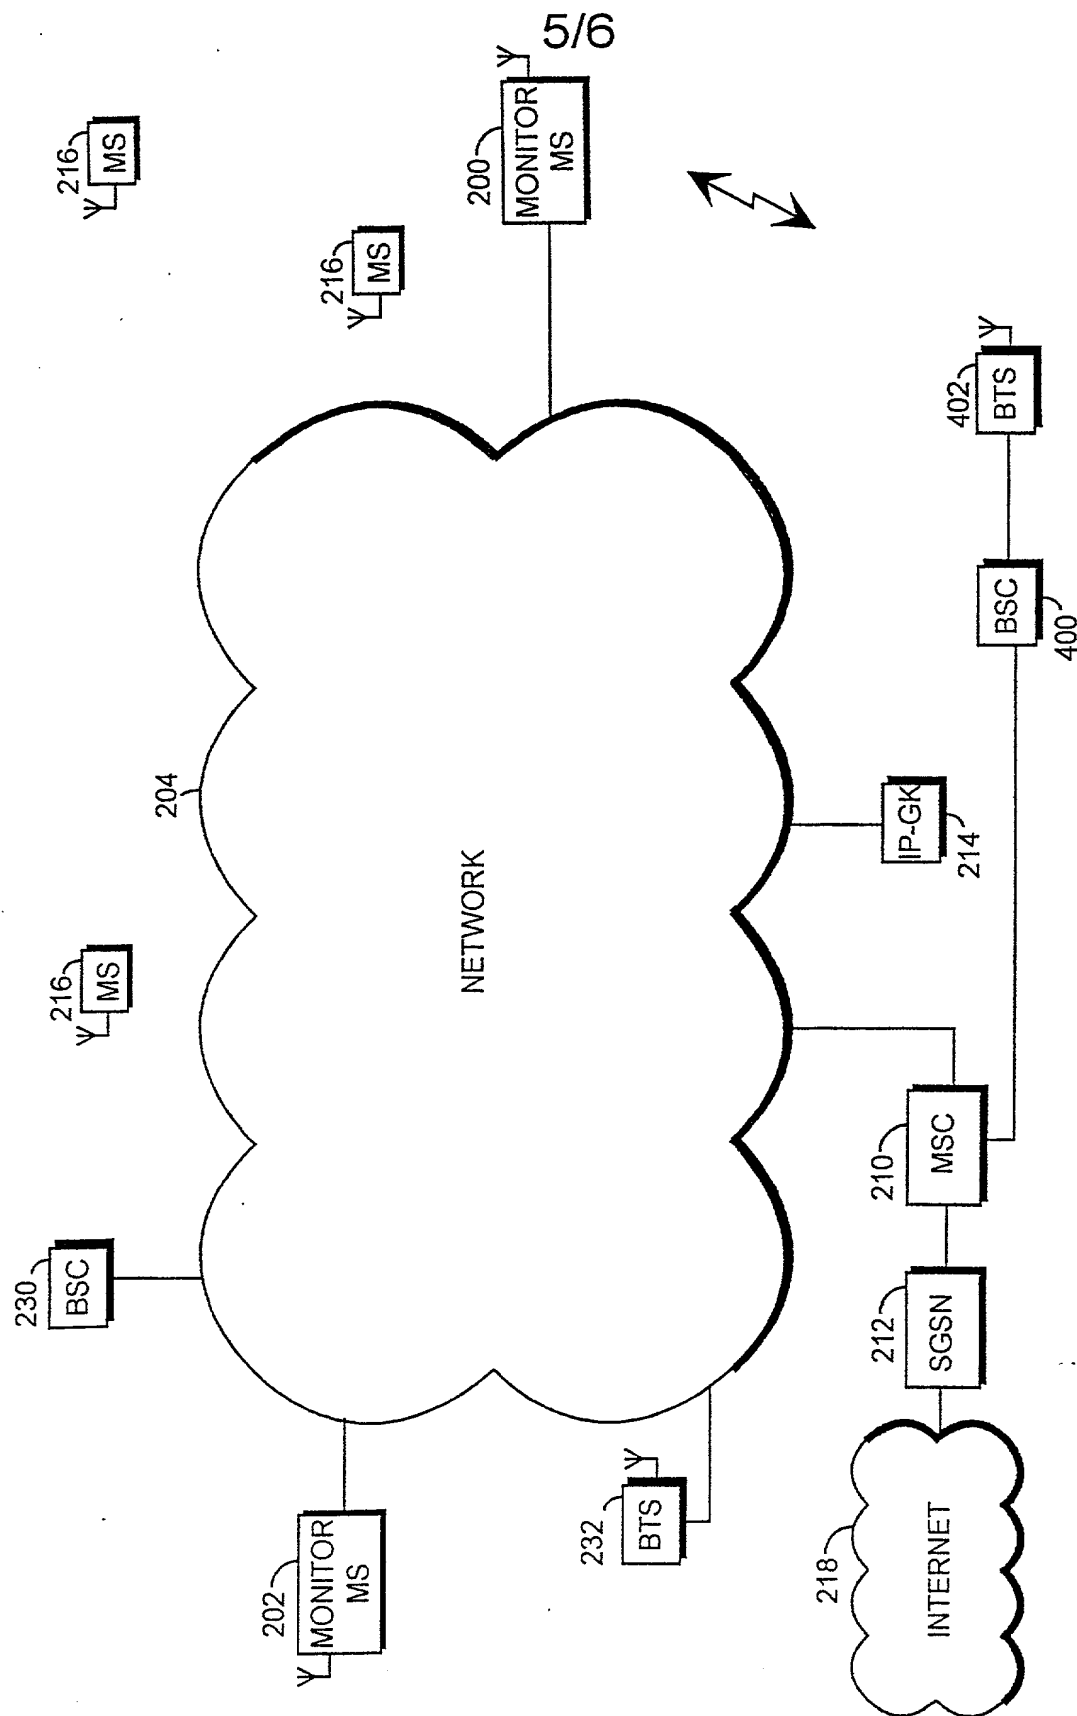 5/6
216
MS
216
MS
200
MONITOR
MS
402
BTS
BSC
400
204
NETWORK
IP-GK
214
216
MS
210
MSC
230
BSC
212
SGSN
202
MONITOR
MS
232
BTS
218
INTERNET